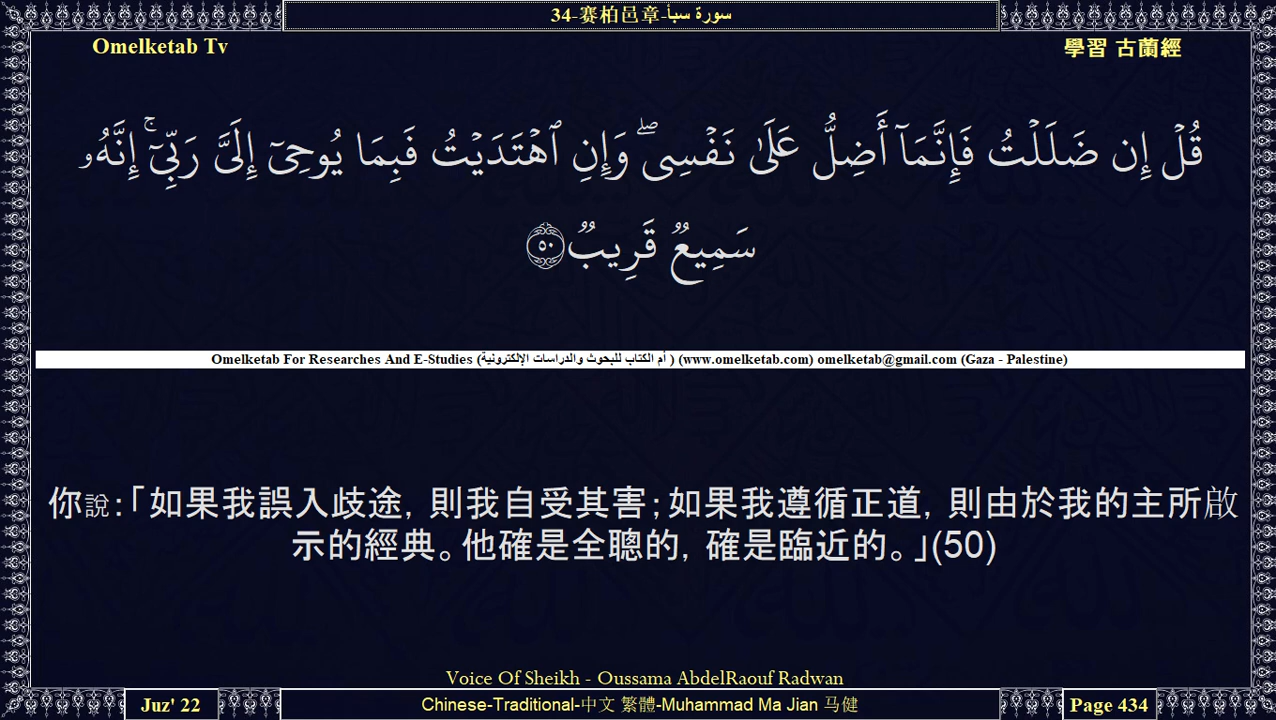 34-赛柏邑章-سورة سبأ
Omelketab Tv
學習 古蘭經
قُلۡ إِن ضَلَلۡتُ فَإِنَّمَآ أَضِلُّ عَلَىٰ نَفۡسِيۖ وَإِنِ ٱهۡتَدَيۡتُ فَبِمَا يُوحِيٓ إِلَيَّ رَبِّيٓۚ إِنَّهُۥ
سَمِيعٞ قَرِيبٞ ٥٠
Omelketab For Researches And E-Studies (أم الكتاب للبحوث والدراسات الإلكترونية ) (www.omelketab.com) omelketab@gmail.com (Gaza - Palestine)
你說:「如果我誤入歧途, 則我自受其害;如果我遵循正道, 則由於我的主所啟
示的經典。他確是全聰的, 確是臨近的。」(50)
Voice Of Sheikh - Oussama AbdelRaouf Radwan
Juz' 22
Chinese-Traditional-中文 繁體-Muhammad Ma Jian 马健
Page 434